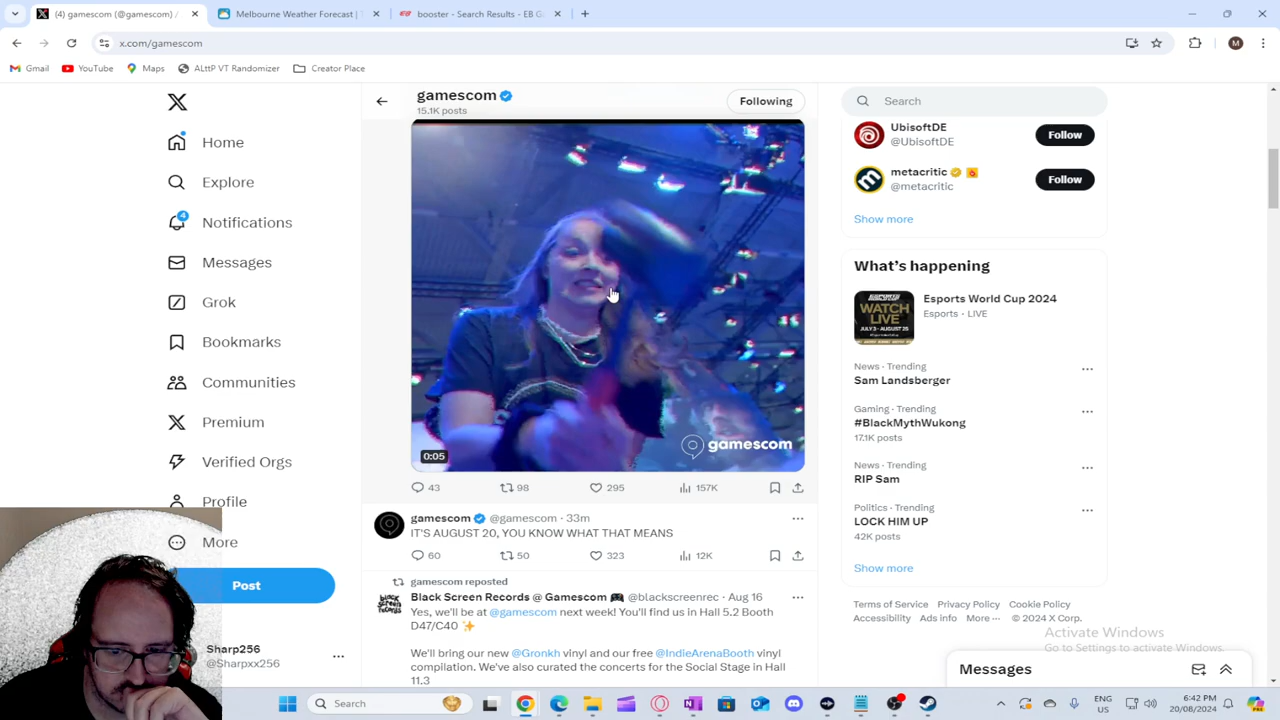 (4) gamescom (@gamescom) /
Melbourne Weather Forecast |
booster - Search Results - EB G
x.com/gamescom
M
Gmail
YouTube
Maps
ALttP VT Randomizer
Creator Place
gamescom
15.1K posts
Following
Search
Home
Explore
4
Notifications
Messages
Grok
Bookmarks
Communities
Premium
Verified Orgs
Profile
More
Post
Sharp256
@Sharpxx256
gamescom
0:05
43
98
295
157K
gamescom @gamescom · 33m
IT'S AUGUST 20, YOU KNOW WHAT THAT MEANS
60
50
323
12K
gamescom reposted
Black Screen Records @ Gamescom @blackscreenrec · Aug 16
Yes, we'll be at @gamescom next week! You'll find us in Hall 5.2 Booth
D47/C40
We'll bring our new @Gronkh vinyl and our free @IndieArenaBooth vinyl
compilation. We've also curated the concerts for the Social Stage in Hall
11.3
UbisoftDE
@UbisoftDE
Follow
metacritic
@metacritic
Follow
Show more
What's happening
WATCH
LIVE
JULY 3 - AUGUST 25
Esports World Cup 2024
Esports · LIVE
News · Trending
Sam Landsberger
Gaming · Trending
#BlackMythWukong
17.1K posts
News · Trending
RIP Sam
Politics · Trending
LOCK HIM UP
42K posts
Show more
Terms of Service Privacy Policy Cookie Policy
Accessibility Ads info More ··· © 2024 X Corp.
Activate Windows
Go to Settings to activate Windows.
Messages
Search
ENG
US
6:42 PM
20/08/2024